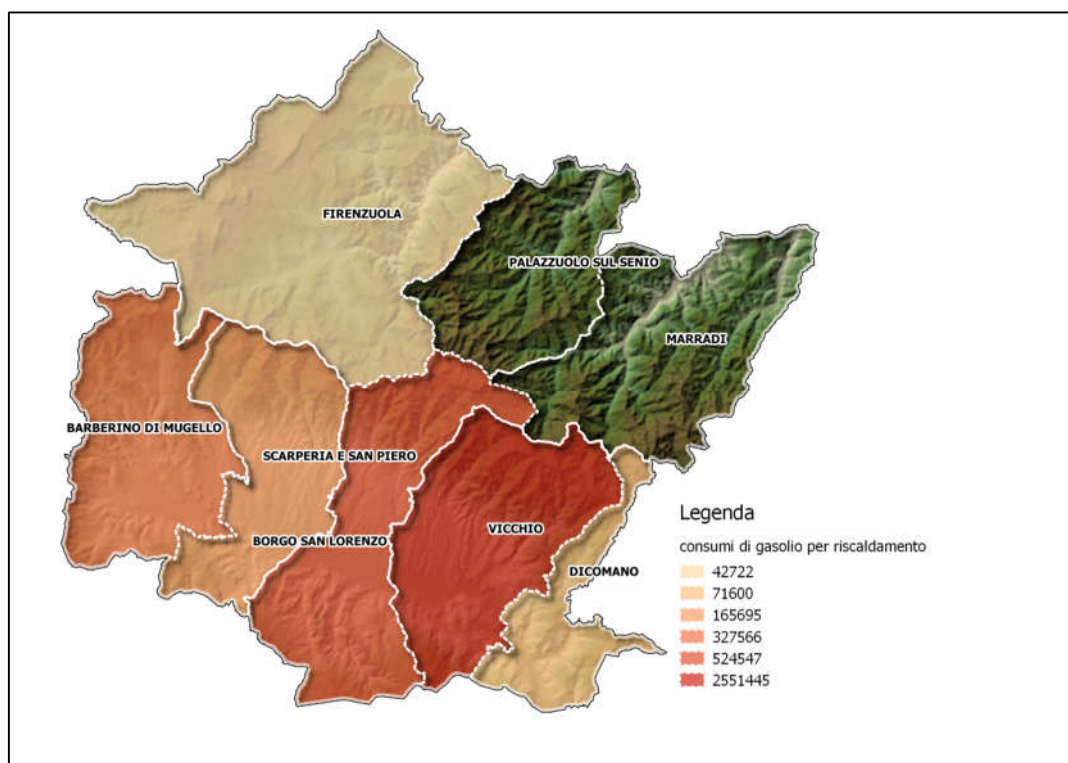 FIRENZUOLA
PALAZZUOLO SUL SENIO
MARRADI
BARBERINO DI MUGELLO
SCARPERIA E SAN PIERO
VICCHIO
BORGO SAN LORENZO
DICOMANO
Legenda
consumi di gasolio per riscaldamento
42722
71600
165695
327566
524547
2551445